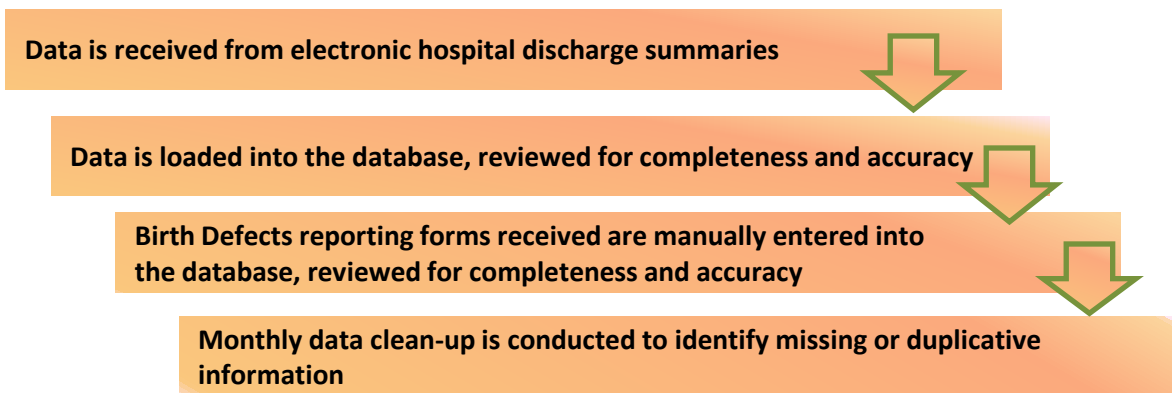 Data is received from electronic hospital discharge summaries
Data is loaded into the database, reviewed for completeness and accuracy
Birth Defects reporting forms received are manually entered into
the database, reviewed for completeness and accuracy
Monthly data clean-up is conducted to identify missing or duplicative
information